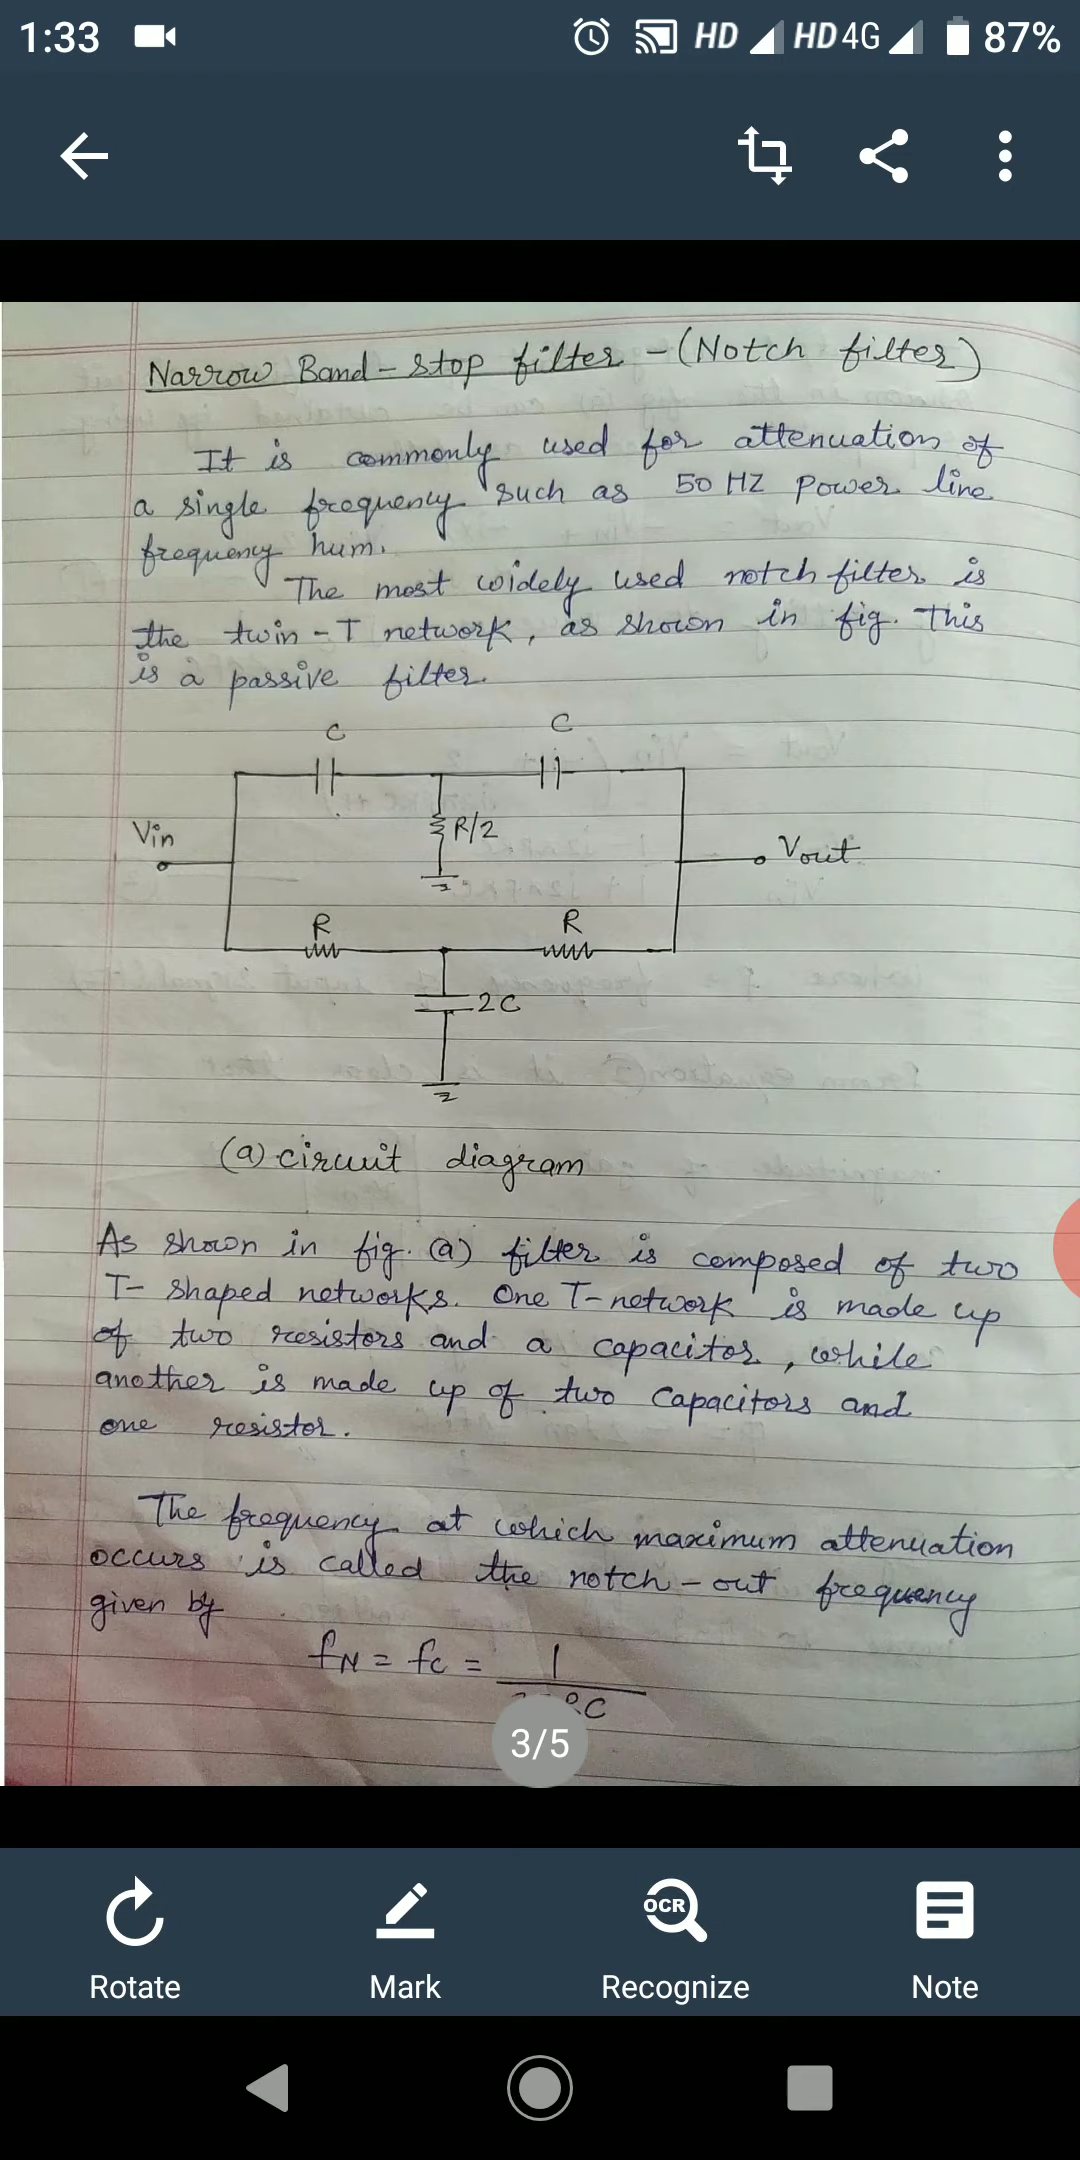 1:33 HD HD 4G 87%
Narrow Band - stop filter - (Notch filter)
It is commonly used for attenuation of
a single frequency such as 50 HZ power line
frequency hum.
The most widely used notch filter is
the twin - T network, as shown in fig. This
is a passive filter.
C C
Vin
R/2
Vout
R R
2C
(a) circuit diagram
As shown in fig. (a) filter is composed of two
T- shaped networks. One T-network is made up
of two resistors and a capacitor, while
another is made up of two capacitors and
one resistor.
The frequency at which maximum attenuation
occurs is called the notch - out frequency
given by
fN = fc = 1
RC
3/5
OCR
Rotate Mark Recognize Note